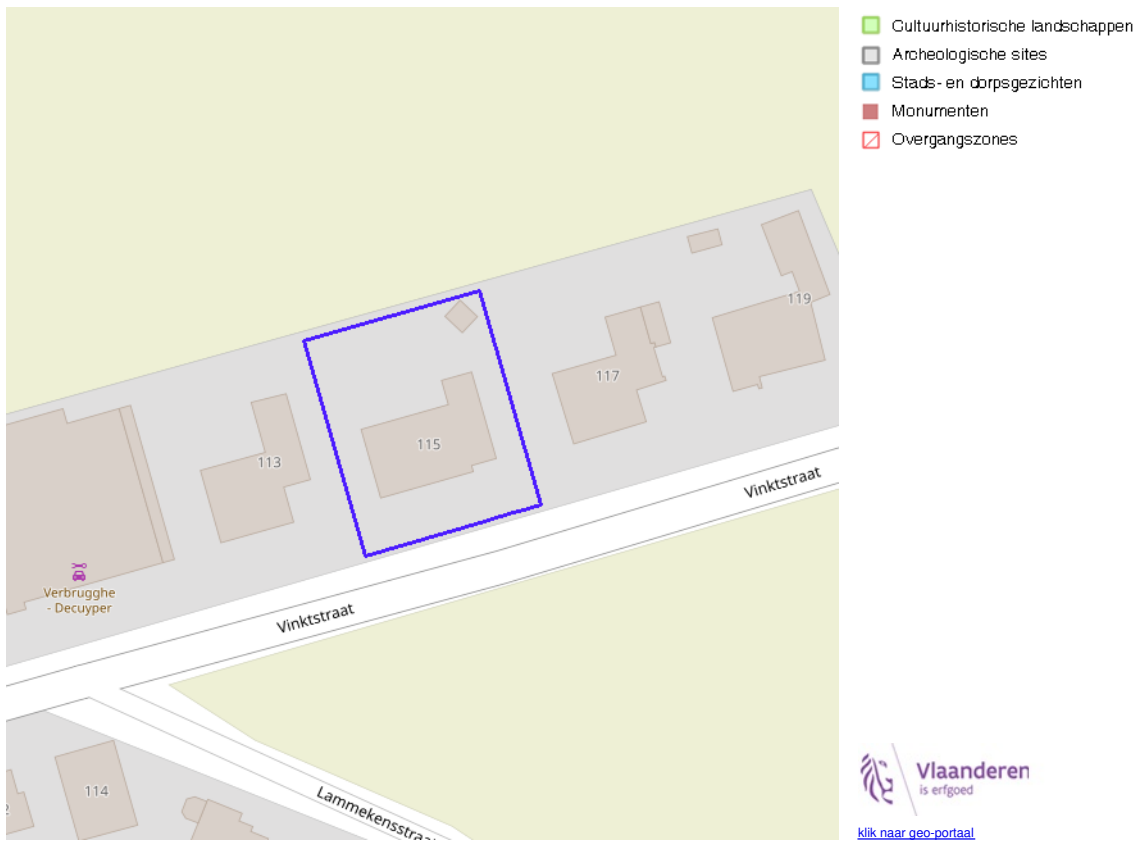 Cultuurhistorische landschappen
Archeologische sites
Stads- en dorpsgezichten
Monumenten
Overgangszones
119
117
115
113
Vinktstraat
Verbrugghe
- Decuyper
Vinktstraat
114
2
Vlaanderen
is erfgoed
klik naar geo-portaal